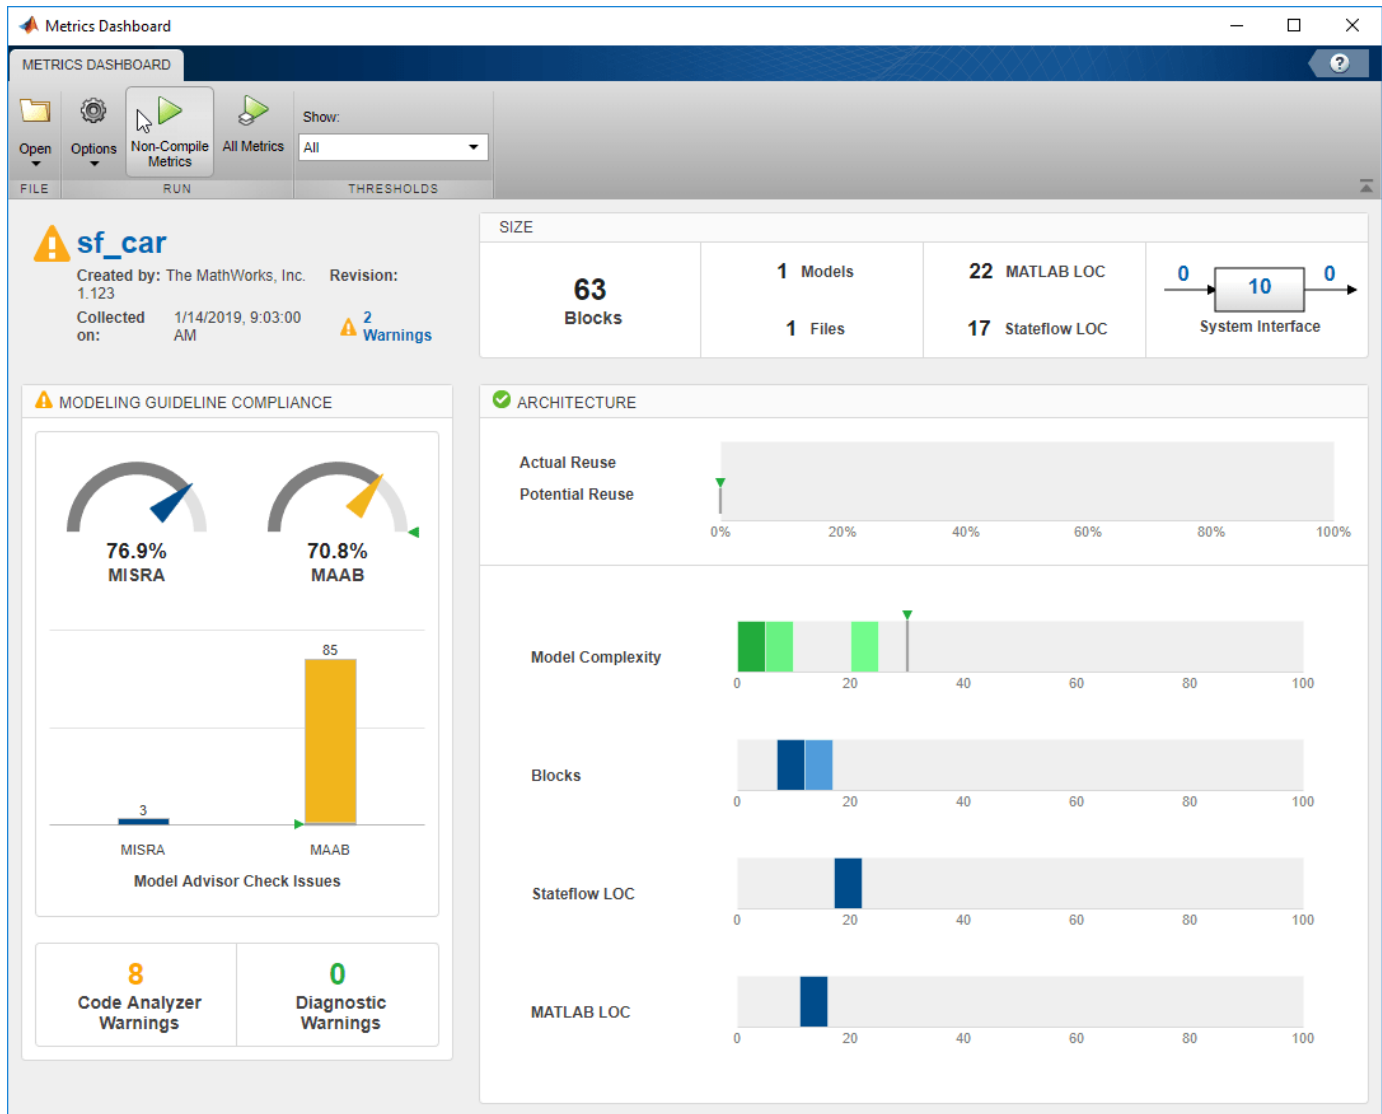 Metrics Dashboard
METRICS DASHBOARD
?
Open
Options
Non-Compile
Metrics
All Metrics
Show:
All
FILE
RUN
THRESHOLDS
sf_car
Created by: The MathWorks, Inc. Revision:
1.123
Collected 1/14/2019, 9:03:00 2
on: AM Warnings
SIZE
63
Blocks
1 Models
1 Files
22 MATLAB LOC
17 Stateflow LOC
0 10 0
System Interface
MODELING GUIDELINE COMPLIANCE
76.9%
MISRA
70.8%
MAAB
85
3
MISRA MAAB
Model Advisor Check Issues
8
Code Analyzer
Warnings
0
Diagnostic
Warnings
ARCHITECTURE
Actual Reuse
Potential Reuse
0% 20% 40% 60% 80% 100%
Model Complexity
0 20 40 60 80 100
Blocks
0 20 40 60 80 100
Stateflow LOC
0 20 40 60 80 100
MATLAB LOC
0 20 40 60 80 100